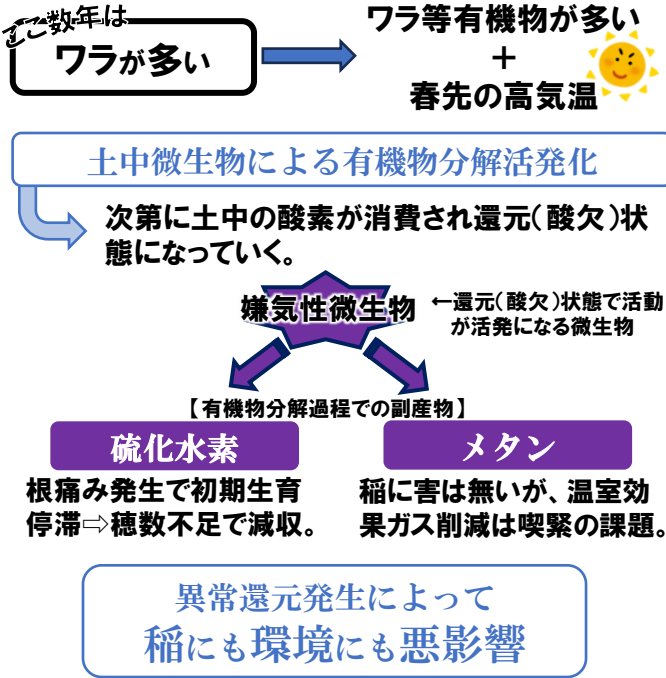 ここ数年は
ワラが多い
ワラ等有機物が多い
＋
春先の高気温
土中微生物による有機物分解活発化
次第に土中の酸素が消費され還元（酸欠）状
態になっていく。
嫌気性微生物
←還元（酸欠）状態で活動
が活発になる微生物
【有機物分解過程での副産物】
硫化水素
根痛み発生で初期生育
停滞⇨穂数不足で減収。
メタン
稲に害は無いが、温室効
果ガス削減は喫緊の課題。
異常還元発生によって
稲にも環境にも悪影響